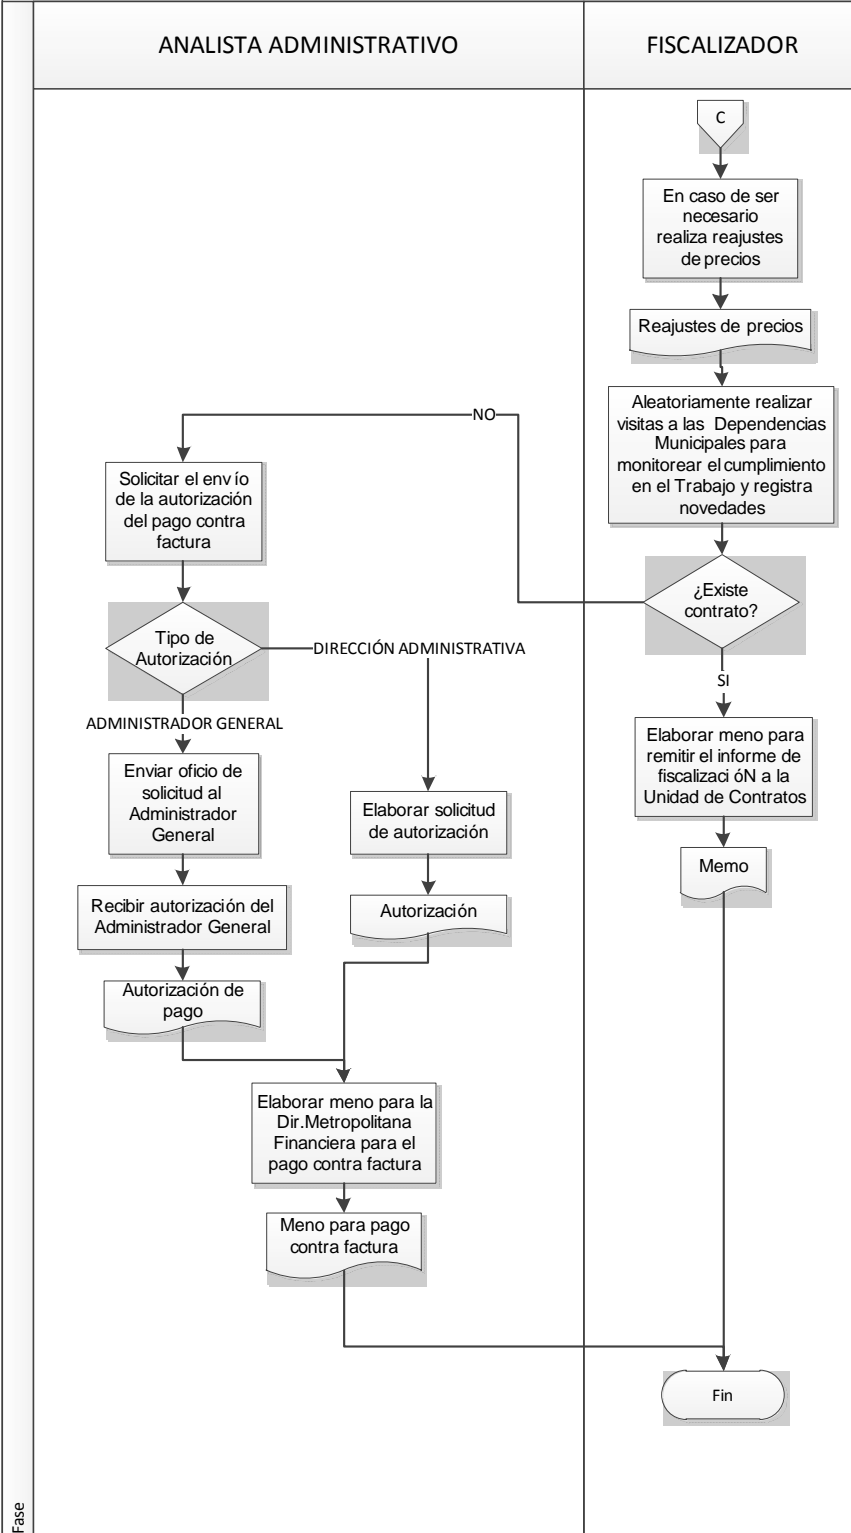 ANALISTA ADMINISTRATIVO
FISCALIZADOR
C
En caso de ser
necesario
realiza reajustes
de precios
Reajustes de precios
Aleatoriamente realizar
visitas a las Dependencias
Municipales para
monitorear el cumplimiento
en el Trabajo y registra
novedades
¿Existe
contrato?
NO
SI
Solicitar el env ío
de la autorización
del pago contra
factura
Tipo de
Autorización
DIRECCIÓN ADMINISTRATIVA
ADMINISTRADOR GENERAL
Enviar oficio de
solicitud al
Administrador
General
Recibir autorización del
Administrador General
Autorización de
pago
Elaborar solicitud
de autorización
Autorización
Elaborar meno para
remitir el informe de
fiscalizaci óN a la
Unidad de Contratos
Memo
Elaborar meno para la
Dir.Metropolitana
Financiera para el
pago contra factura
Meno para pago
contra factura
Fin
Fase